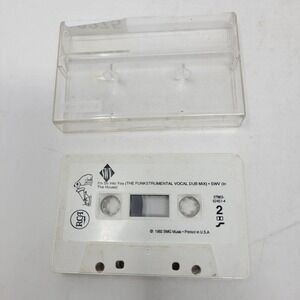 I'm So Into You (THE FUNKSTRUMENTAL VOCAL DUB MIX) • SWV (In
The House)
2
RCA
© 1992 BMG Music • Printed in U.S.A.